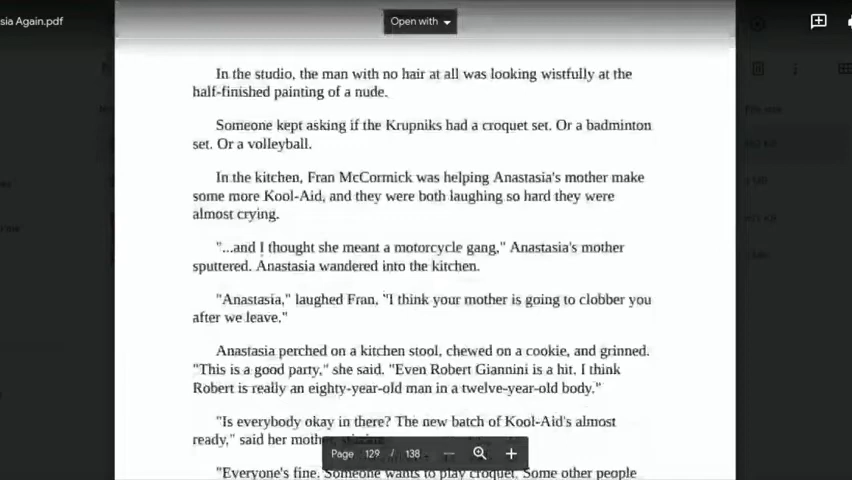 sia Again.pdf
Open with
In the studio, the man with no hair at all was looking wistfully at the
half-finished painting of a nude.
Someone kept asking if the Krupniks had a croquet set. Or a badminton
set. Or a volleyball.
In the kitchen, Fran McCormick was helping Anastasia's mother make
some more Kool-Aid, and they were both laughing so hard they were
almost crying.
"...and I thought she meant a motorcycle gang," Anastasia's mother
sputtered. Anastasia wandered into the kitchen.
"Anastasia," laughed Fran, "I think your mother is going to clobber you
after we leave."
Anastasia perched on a kitchen stool, chewed on a cookie, and grinned.
"This is a good party," she said. "Even Robert Giannini is a hit. I think
Robert is really an eighty-year-old man in a twelve-year-old body."
"Is everybody okay in there? The new batch of Kool-Aid's almost
ready," said her mother,
"Everyone's fine. Someone wants to play croquet. Some other people
Page 129 / 138